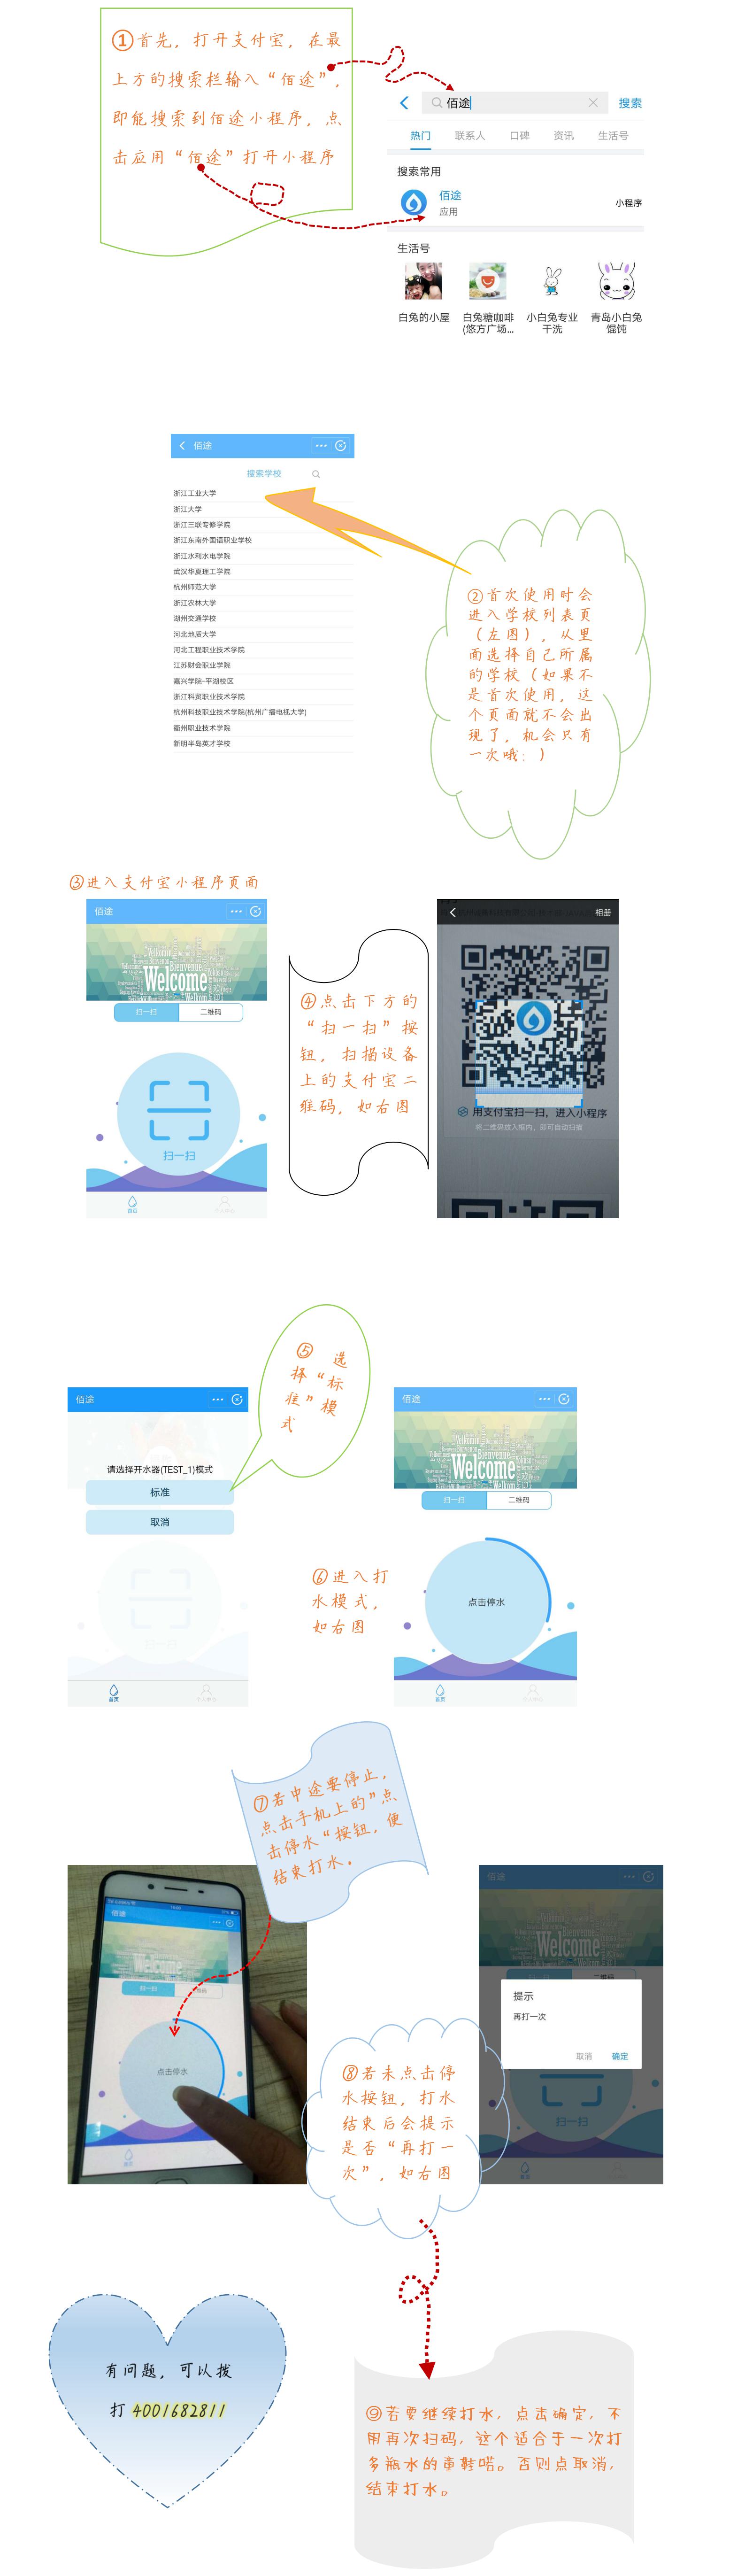 ①首先，打开支付宝，在最
上方的搜索栏输入“佰途”，
即能搜索到佰途小程序，点
击应用“佰途”打开小程序
佰途
搜索
热门 联系人 口碑 资讯 生活号
搜索常用
佰途
应用
小程序
生活号
白兔的小屋
白兔糖咖啡
(悠方广场...
小白兔专业
干洗
青岛小白兔
馄饨
佰途
搜索学校
浙江工业大学
浙江大学
浙江三联专修学院
浙江东南外国语职业学校
浙江水利水电学院
武汉华夏理工学院
杭州师范大学
浙江农林大学
湖州交通学校
河北地质大学
河北工程职业技术学院
江苏财会职业学院
嘉兴学院-平湖校区
浙江科贸职业技术学院
杭州科技职业技术学院(杭州广播电视大学)
衢州职业技术学院
新明半岛英才学校
②首次使用时会
进入学校列表页
（左图），从里
面选择自己所属
的学校（如果不
是首次使用，这
个页面就不会出
现了，机会只有
一次哦：）
③进入支付宝小程序页面
佰途
Bienvenue
Welcome
扫一扫 二维码
扫一扫
首页 个人中心
④点击下方的
“扫一扫”按
钮，扫描设备
上的支付宝二
维码，如右图
相册
用支付宝扫一扫，进入小程序
将二维码放入框内，即可自动扫描
⑤ 选
择“标
准”模
式
佰途
请选择开水器(TEST_1)模式
标准
取消
扫一扫
首页 个人中心
⑥进入打
水模式，
如右图
佰途
Bienvenue
Welcome
扫一扫 二维码
点击停水
首页 个人中心
⑦若中途要停止，
点击手机上的”点
击停水“按钮，便
结束打水．
佰途
Welcome
扫一扫 二维码
点击停水
首页
⑧若未点击停
水按钮，打水
结束后会提示
是否“再打一
次”，如右图
佰途
Bienvenue
Welcome
扫一扫 二维码
提示
再打一次
取消 确定
扫一扫
首页
有问题，可以拨
打 4001682811
⑨若要继续打水，点击确定，不
用再次扫码，这个适合于一次打
多瓶水的童鞋喏。否则点取消，
结束打水。